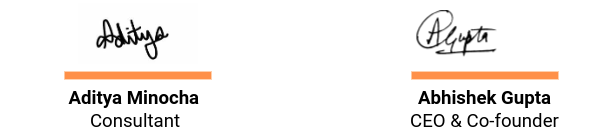 Aditya
AGupta
Aditya Minocha
Abhishek Gupta
Consultant
CEO & Co-founder